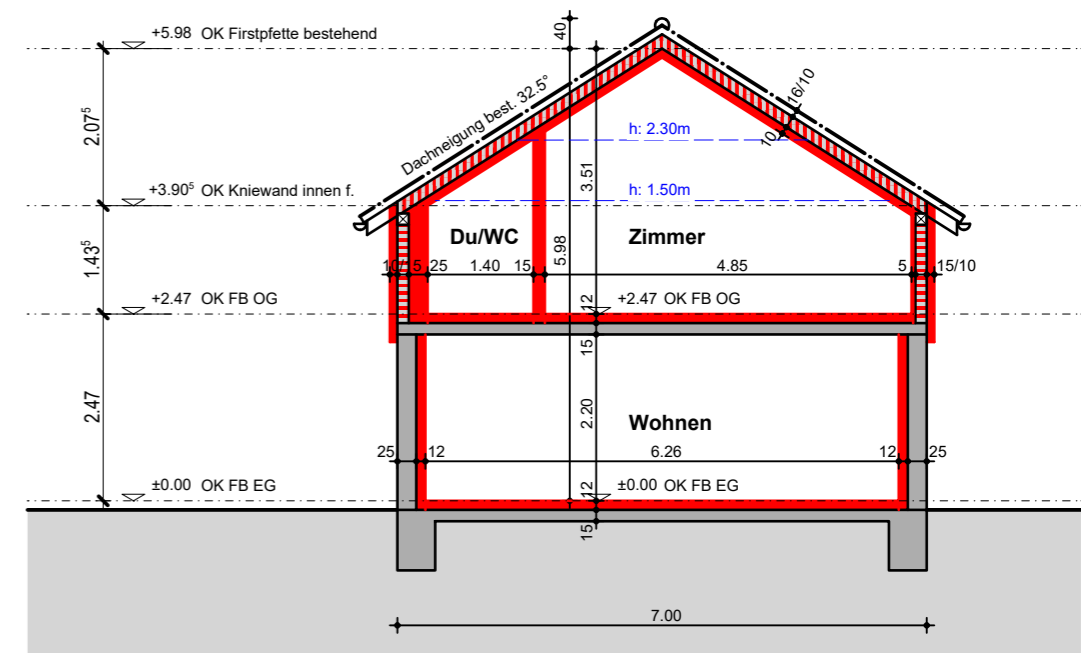 40
+5.98 OK Firstpfette bestehend
Dachneigung best. 32.5°
16/10
10
2.07⁵
h: 2.30m
3.51
+3.90⁵ OK Kniewand innen f.
h: 1.50m
Du/WC
Zimmer
1.43⁵
5.98
10/15
25
1.40
15
4.85
5
15/10
+2.47 OK FB OG
12
+2.47 OK FB OG
15
2.47
2.20
Wohnen
25
12
6.26
12
25
±0.00 OK FB EG
12
±0.00 OK FB EG
15
7.00